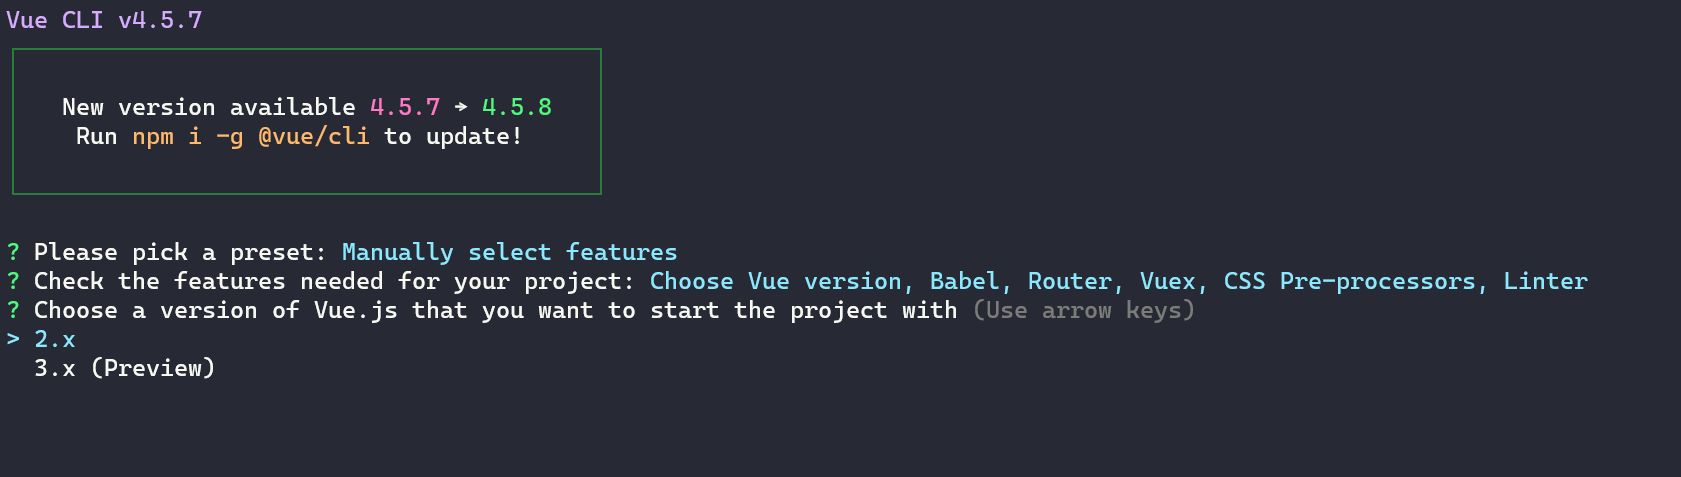 Vue CLI v4.5.7
New version available 4.5.7 → 4.5.8
Run npm i -g @vue/cli to update!
? Please pick a preset: Manually select features
? Check the features needed for your project: Choose Vue version, Babel, Router, Vuex, CSS Pre-processors, Linter
? Choose a version of Vue.js that you want to start the project with (Use arrow keys)
> 2.x
3.x (Preview)